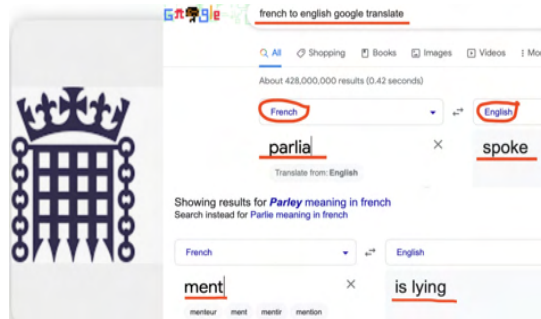 Google
french to english google translate
All Shopping Books Images Videos More
About 428,000,000 results (0.42 seconds)
French English
parlia spoke
Translate from: English
Showing results for Parley meaning in french
Search instead for Parlie meaning in french
French English
ment is lying
menteur ment mentir mention